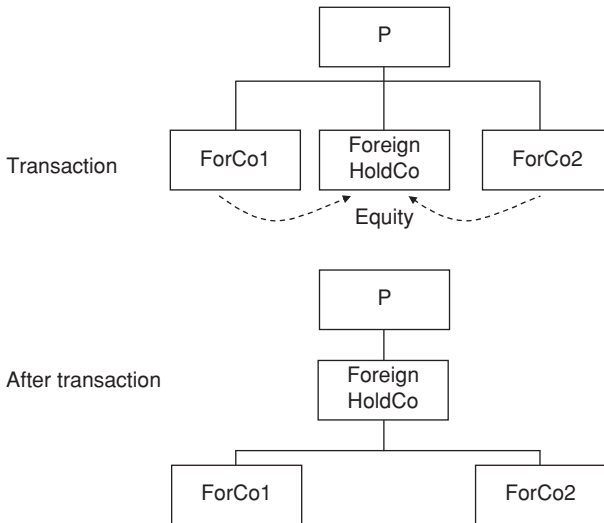 P
ForCo1
Foreign
HoldCo
ForCo2
Transaction
Equity
P
After transaction
Foreign
HoldCo
ForCo1
ForCo2